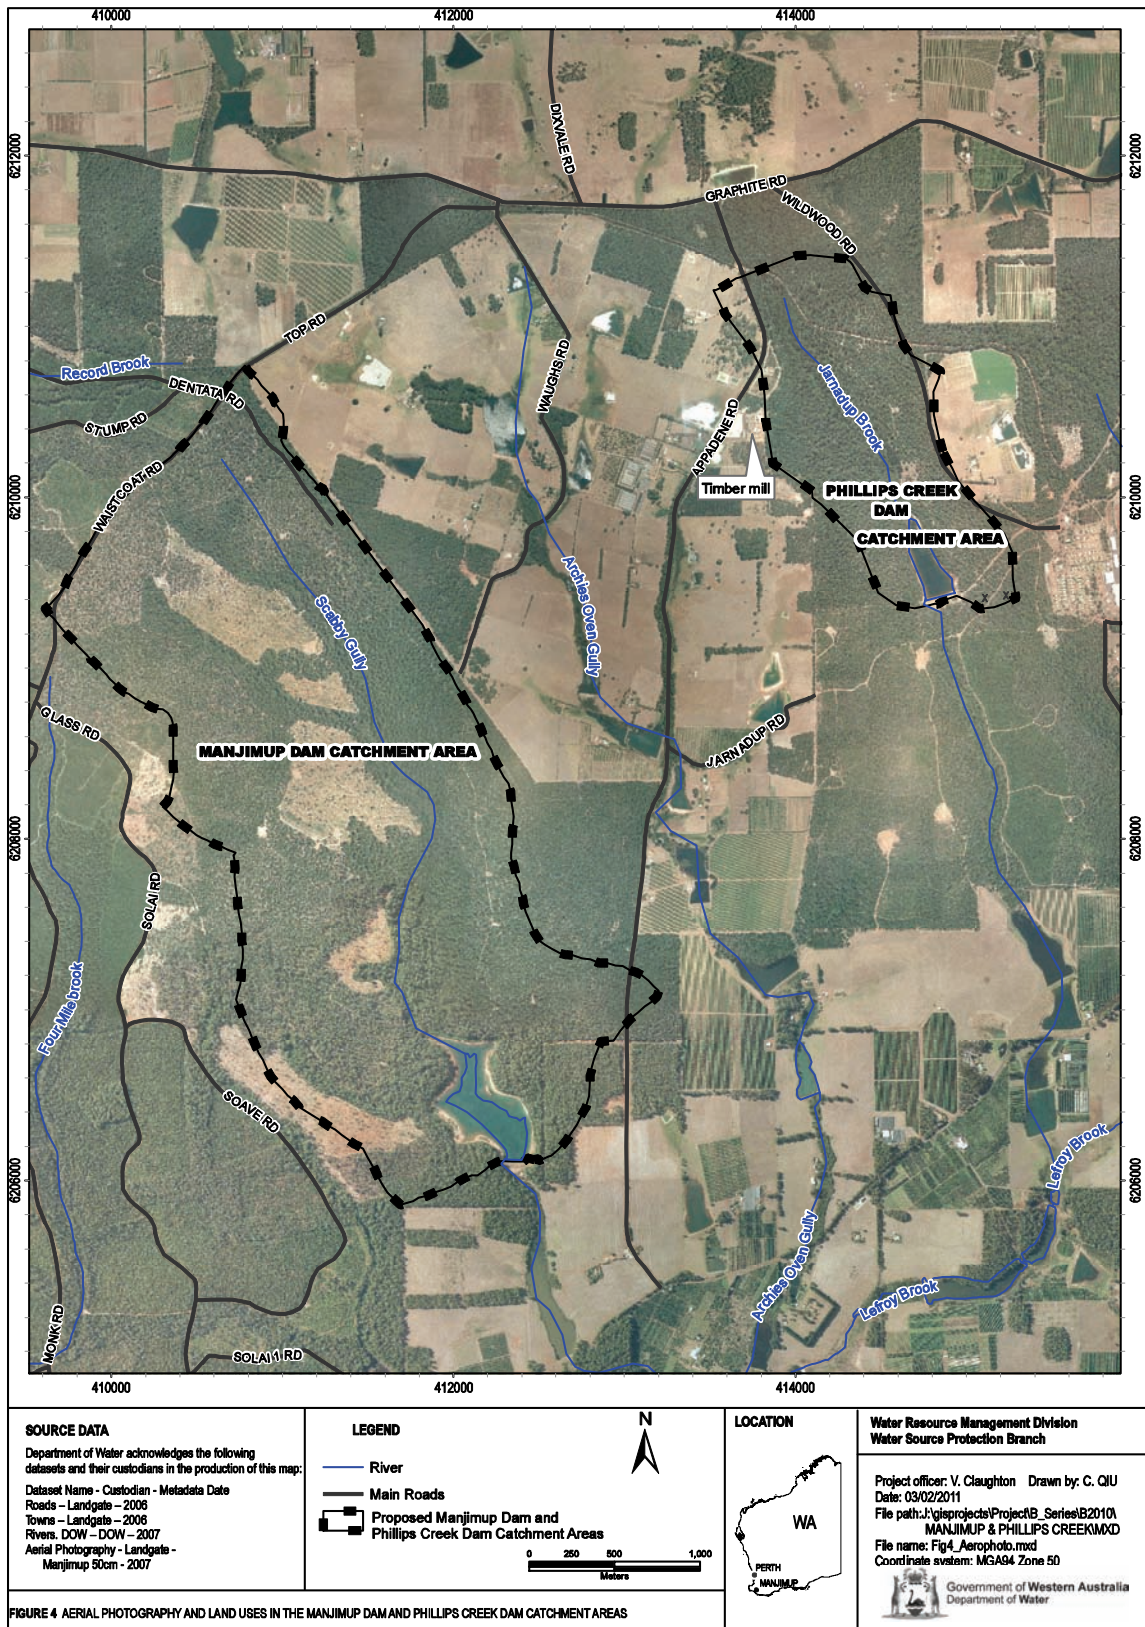 410000
412000
414000
6212000
6212000
DIXVALE RD
GRAPHITE RD
WILDWOOD RD
TOP RD
Record Brook
DENTATA RD
WAUGHS RD
Jarnadup Brook
STUMP RD
APPADENE RD
WAISTCOAT RD
Timber mill
6210000
6210000
PHILLIPS CREEK
DAM
CATCHMENT AREA
Archies Oven Gully
Scabby Gully
X X
GLASS RD
JARNADUP RD
MANJIMUP DAM CATCHMENT AREA
6208000
6208000
SOLAI RD
Four Mile brook
SOAVE RD
Lefroy Brook
6206000
6206000
Archies Oven Gully
Lefroy Brook
MONK RD
SOLAI 1 RD
410000
412000
414000
SOURCE DATA
Department of Water acknowledges the following
datasets and their custodians in the production of this map:
Dataset Name - Custodian - Metadata Date
Roads – Landgate – 2006
Towns – Landgate – 2006
Rivers. DOW – DOW – 2007
Aerial Photography - Landgate -
Manjimup 50cm - 2007
LEGEND
River
Main Roads
Proposed Manjimup Dam and
Phillips Creek Dam Catchment Areas
N
0 250 500 1,000
Meters
LOCATION
WA
PERTH
MANJIMUP
Water Resource Management Division
Water Source Protection Branch
Project officer: V. Claughton Drawn by: C. QIU
Date: 03/02/2011
File path:J:\gisprojects\Project\B_Series\B2010\
MANJIMUP & PHILLIPS CREEK\MXD
File name: Fig4_Aerophoto.mxd
Coordinate system: MGA94 Zone 50
Government of Western Australia
Department of Water
FIGURE 4 AERIAL PHOTOGRAPHY AND LAND USES IN THE MANJIMUP DAM AND PHILLIPS CREEK DAM CATCHMENT AREAS